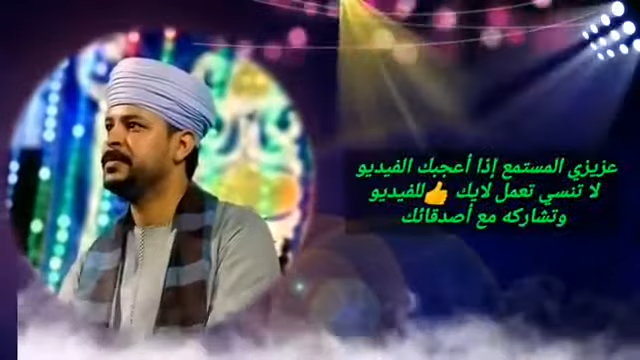 عزيزي المستمع إذا أعجبك الفيديو
لا تنسي تعمل لايك 👍للفيديو
وتشاركه مع أصدقائك